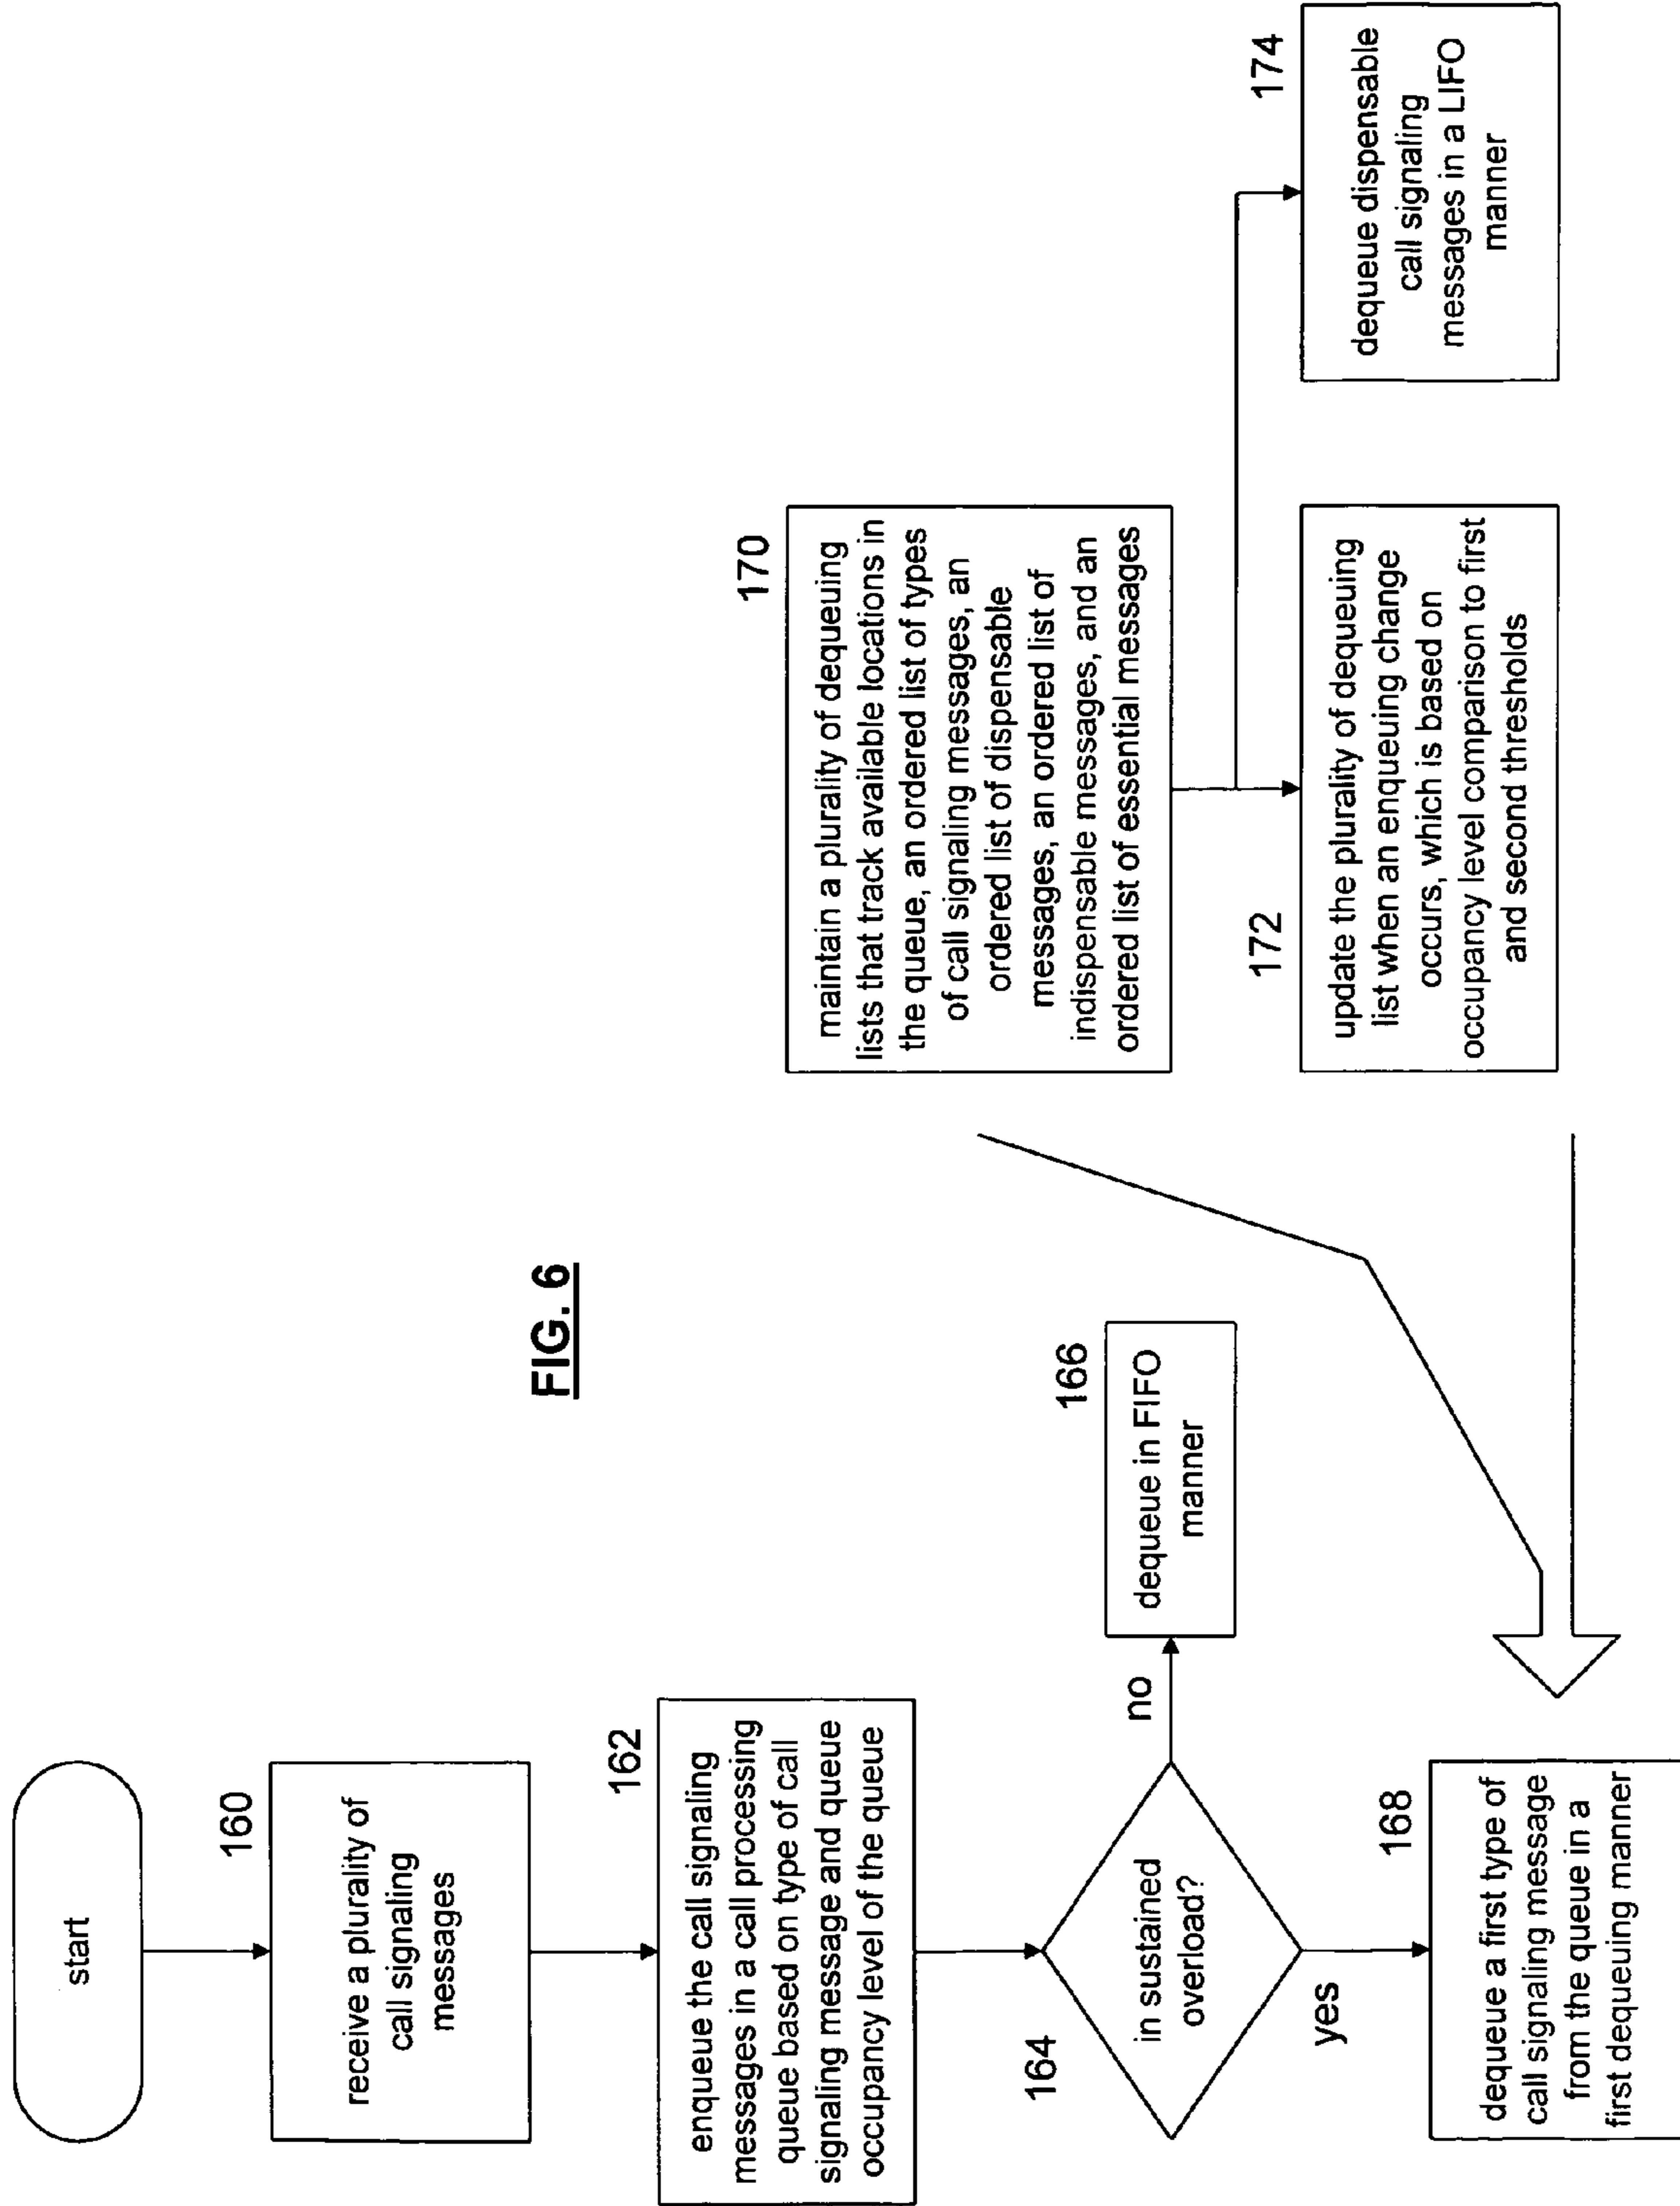 start
160
receive a plurality of
call signaling
messages
162
enqueue the call signaling
messages in a call processing
queue based on type of call
signaling message and queue
occupancy level of the queue
164
in sustained
overload?
no
166
dequeue in FIFO
manner
yes
168
dequeue a first type of
call signaling message
from the queue in a
first dequeuing manner
FIG. 6
170
maintain a plurality of dequeuing
lists that track available locations in
the queue, an ordered list of types
of call signaling messages, an
ordered list of dispensable
messages, an ordered list of
indispensable messages, and an
ordered list of essential messages
172
update the plurality of dequeuing
list when an enqueuing change
occurs, which is based on
occupancy level comparison to first
and second thresholds
174
dequeue dispensable
call signaling
messages in a LIFO
manner